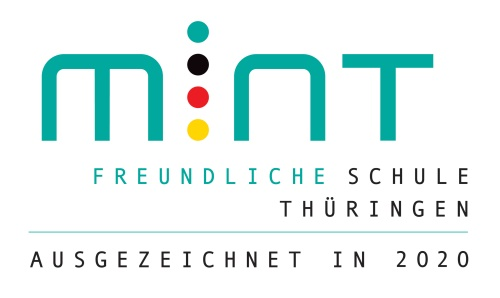 mint
FREUNDLICHE SCHULE
THÜRINGEN
AUSGEZEICHNET IN 2020